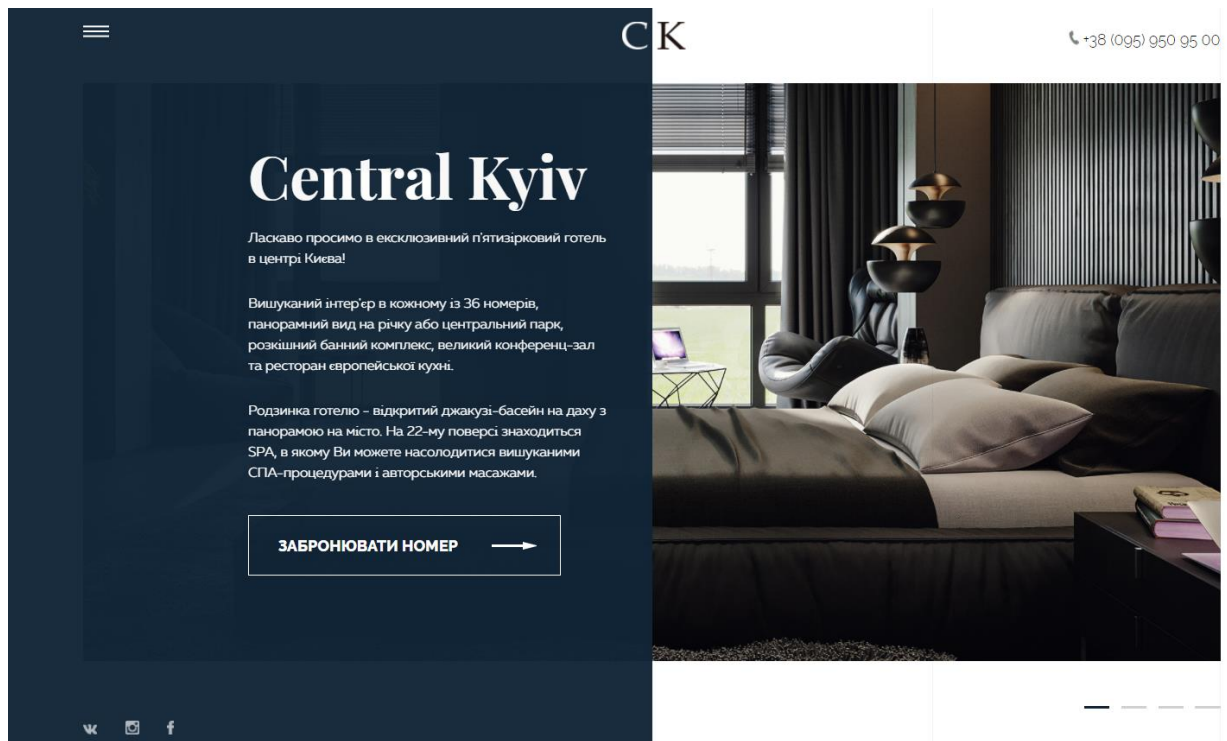 C K
+38 (095) 950 95 00
Central Kyiv
Ласкаво просимо в ексклюзивний п'ятизірковий готель
в центрі Києва!
Вишуканий інтер'єр в кожному із 36 номерів,
панорамний вид на річку або центральний парк,
розкішний банний комплекс, великий конференц-зал
та ресторан європейської кухні.
Родзинка готелю - відкритий джакузі-басейн на даху з
панорамою на місто. На 22-му поверсі знаходиться
SPA, в якому Ви можете насолодитися вишуканими
СПА-процедурами і авторськими масажами.
ЗАБРОНЮВАТИ НОМЕР